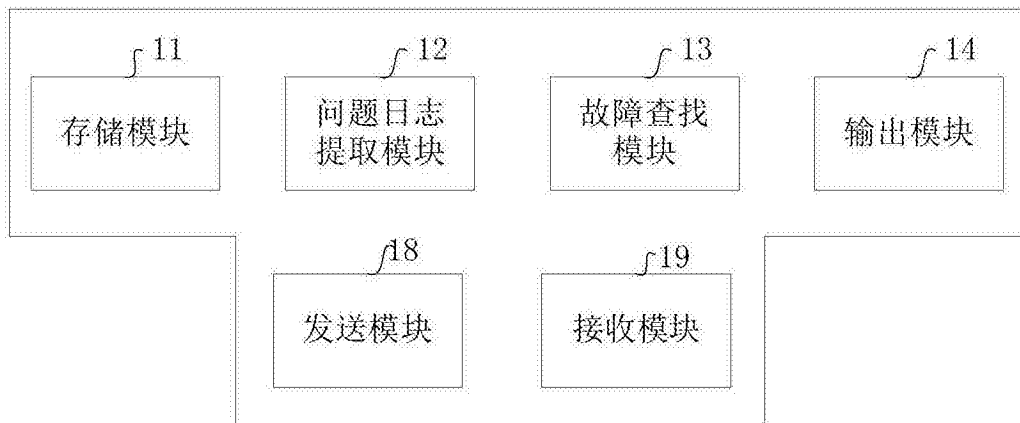 11
12
13
14
存储模块
问题日志
提取模块
故障查找
模块
输出模块
18
19
发送模块
接收模块